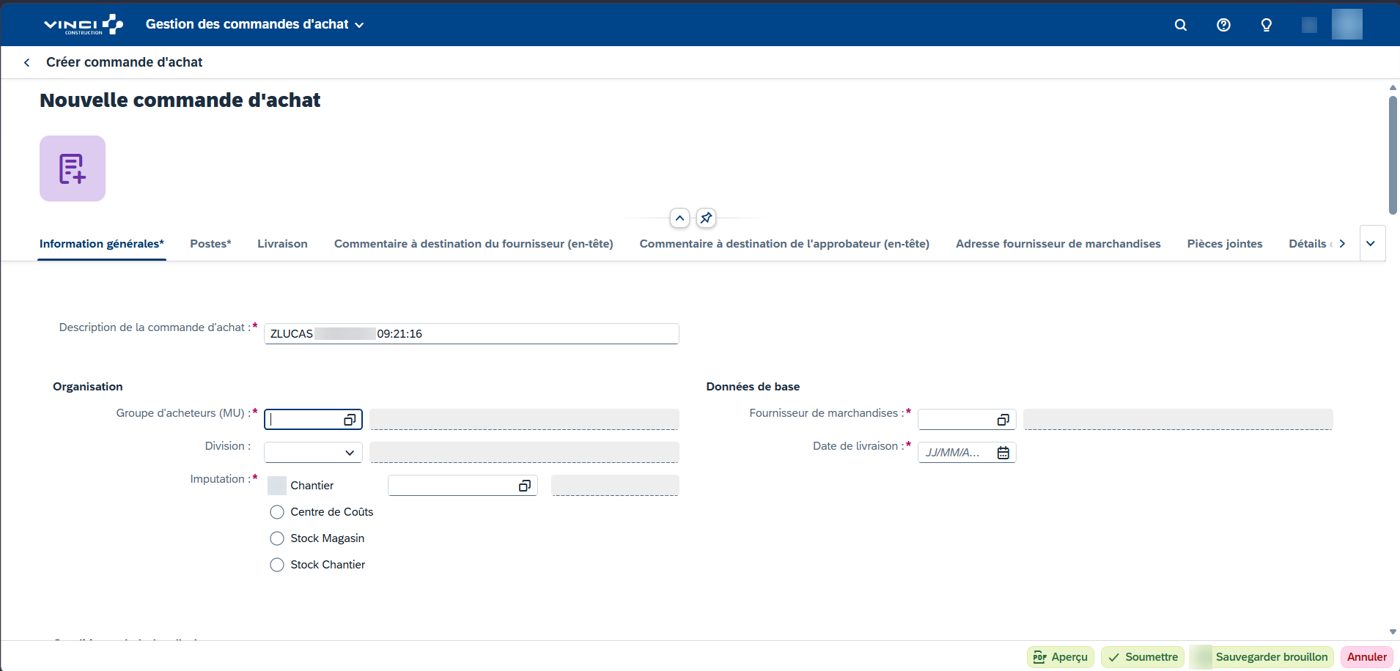 VINCI
CONSTRUCTION
Gestion des commandes d'achat
Créer commande d'achat
Nouvelle commande d'achat
Information générales* Postes* Livraison Commentaire à destination du fournisseur (en-tête) Commentaire à destination de l'approbateur (en-tête) Adresse fournisseur de marchandises Pièces jointes Détails
Description de la commande d'achat :* ZLUCAS 09:21:16
Organisation Données de base
Groupe d'acheteurs (MU) :* Fournisseur de marchandises :*
Division : Date de livraison :* JJ/MM/A...
Imputation :* Chantier
Centre de Coûts
Stock Magasin
Stock Chantier
PDF Aperçu Soumettre Sauvegarder brouillon Annuler